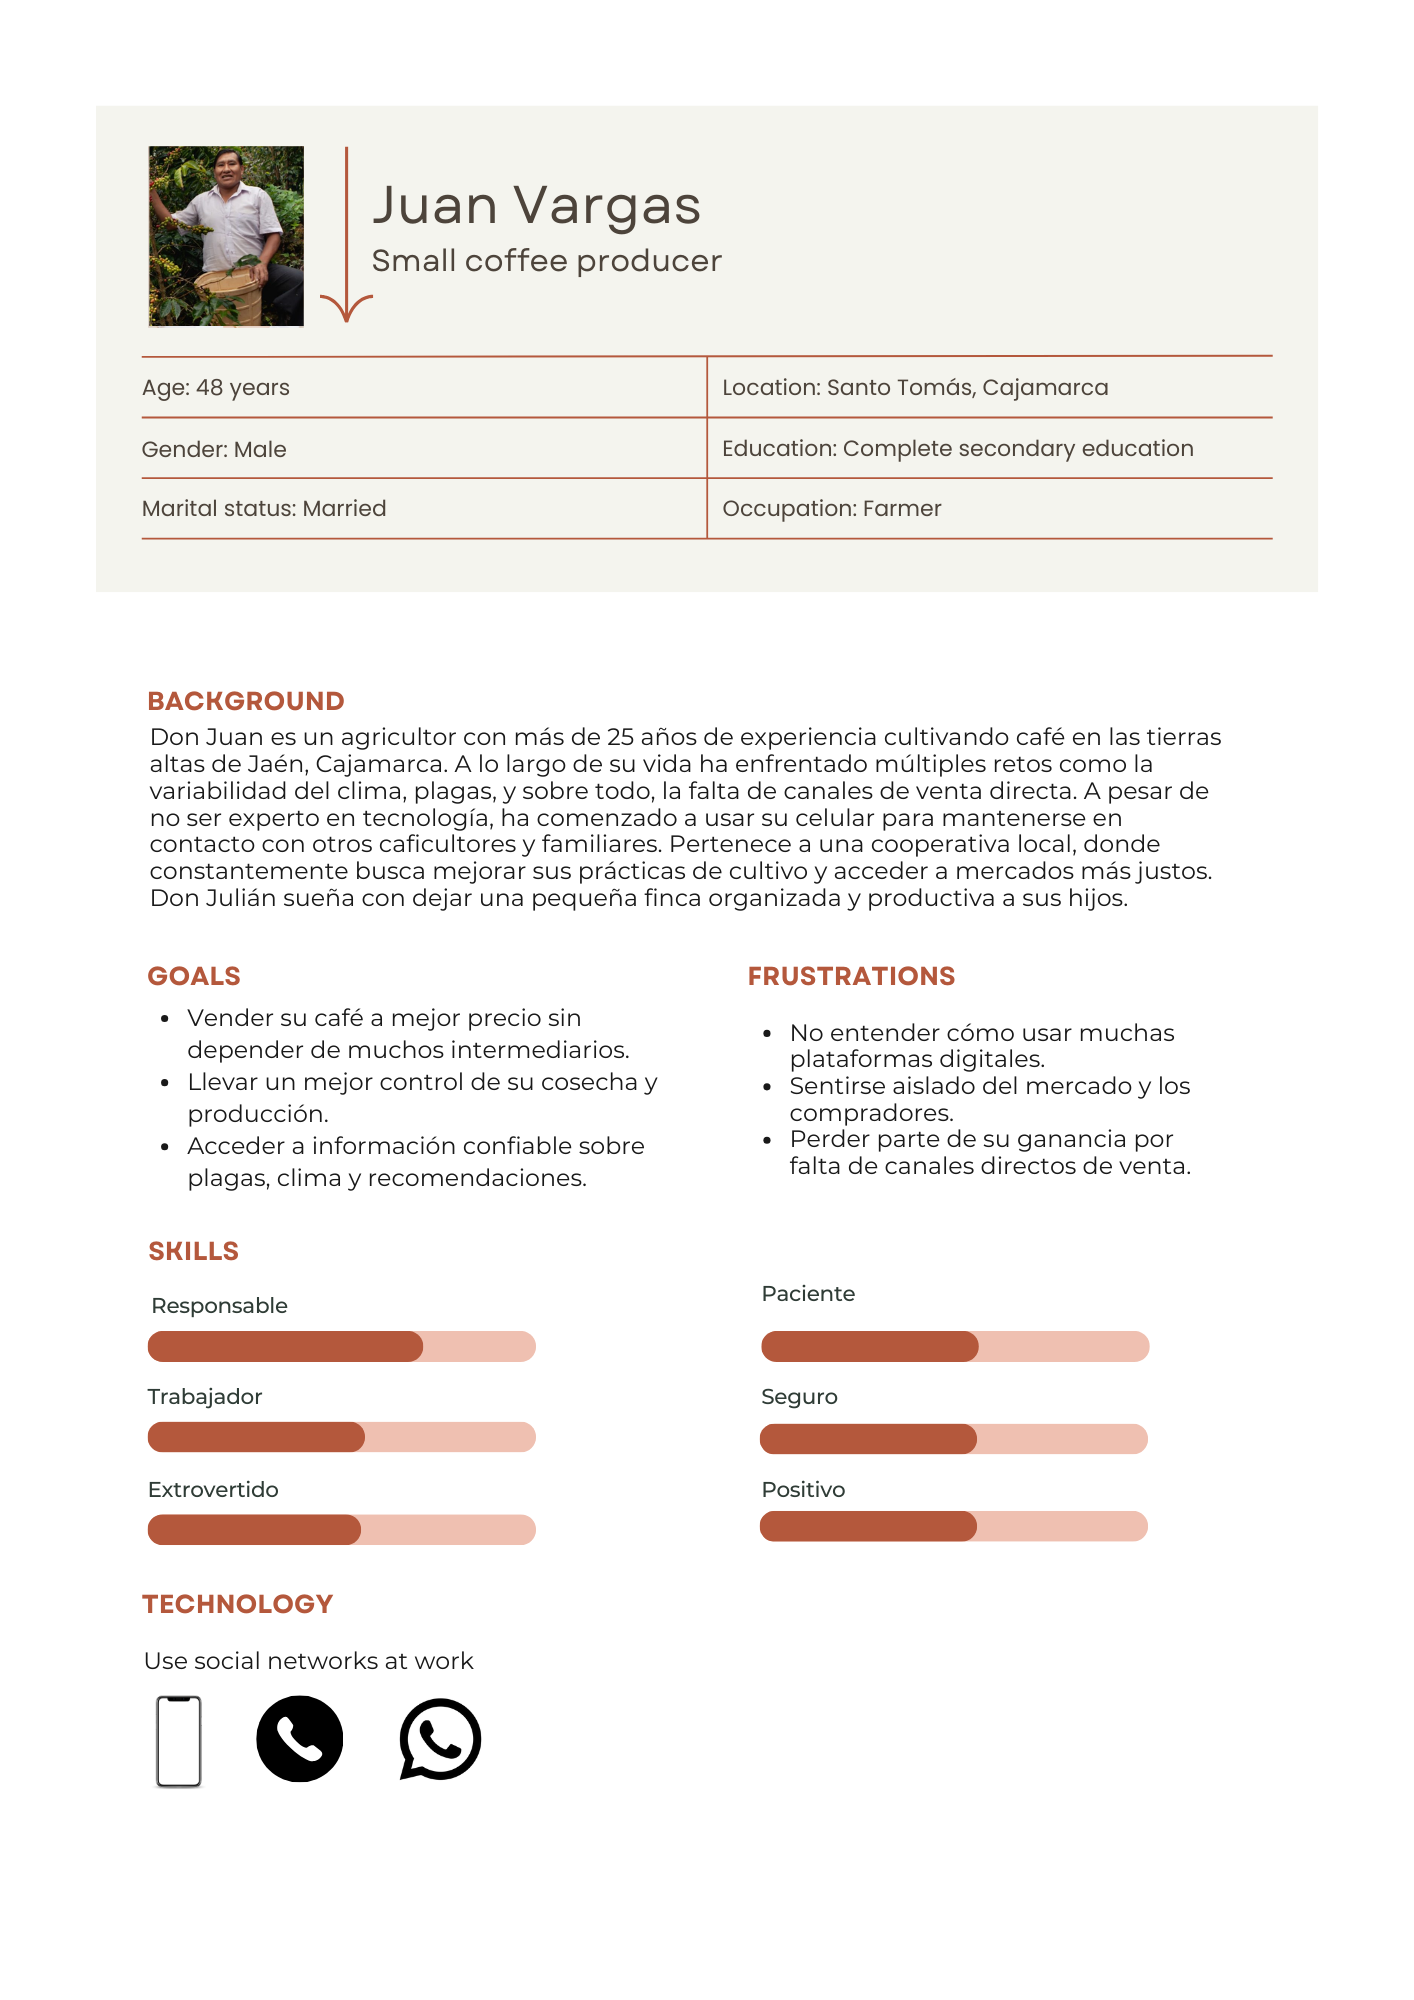 Juan Vargas
Small coffee producer
Age: 48 years
Location: Santo Tomás, Cajamarca
Gender: Male
Education: Complete secondary education
Marital status: Married
Occupation: Farmer
BACKGROUND
Don Juan es un agricultor con más de 25 años de experiencia cultivando café en las tierras
altas de Jaén, Cajamarca. A lo largo de su vida ha enfrentado múltiples retos como la
variabilidad del clima, plagas, y sobre todo, la falta de canales de venta directa. A pesar de
no ser experto en tecnología, ha comenzado a usar su celular para mantenerse en
contacto con otros caficultores y familiares. Pertenece a una cooperativa local, donde
constantemente busca mejorar sus prácticas de cultivo y acceder a mercados más justos.
Don Julián sueña con dejar una pequeña finca organizada y productiva a sus hijos.
GOALS
• Vender su café a mejor precio sin
depender de muchos intermediarios.
• Llevar un mejor control de su cosecha y
producción.
• Acceder a información confiable sobre
plagas, clima y recomendaciones.
FRUSTRATIONS
• No entender cómo usar muchas
plataformas digitales.
• Sentirse aislado del mercado y los
compradores.
• Perder parte de su ganancia por
falta de canales directos de venta.
SKILLS
Responsable
Paciente
Trabajador
Seguro
Extrovertido
Positivo
TECHNOLOGY
Use social networks at work